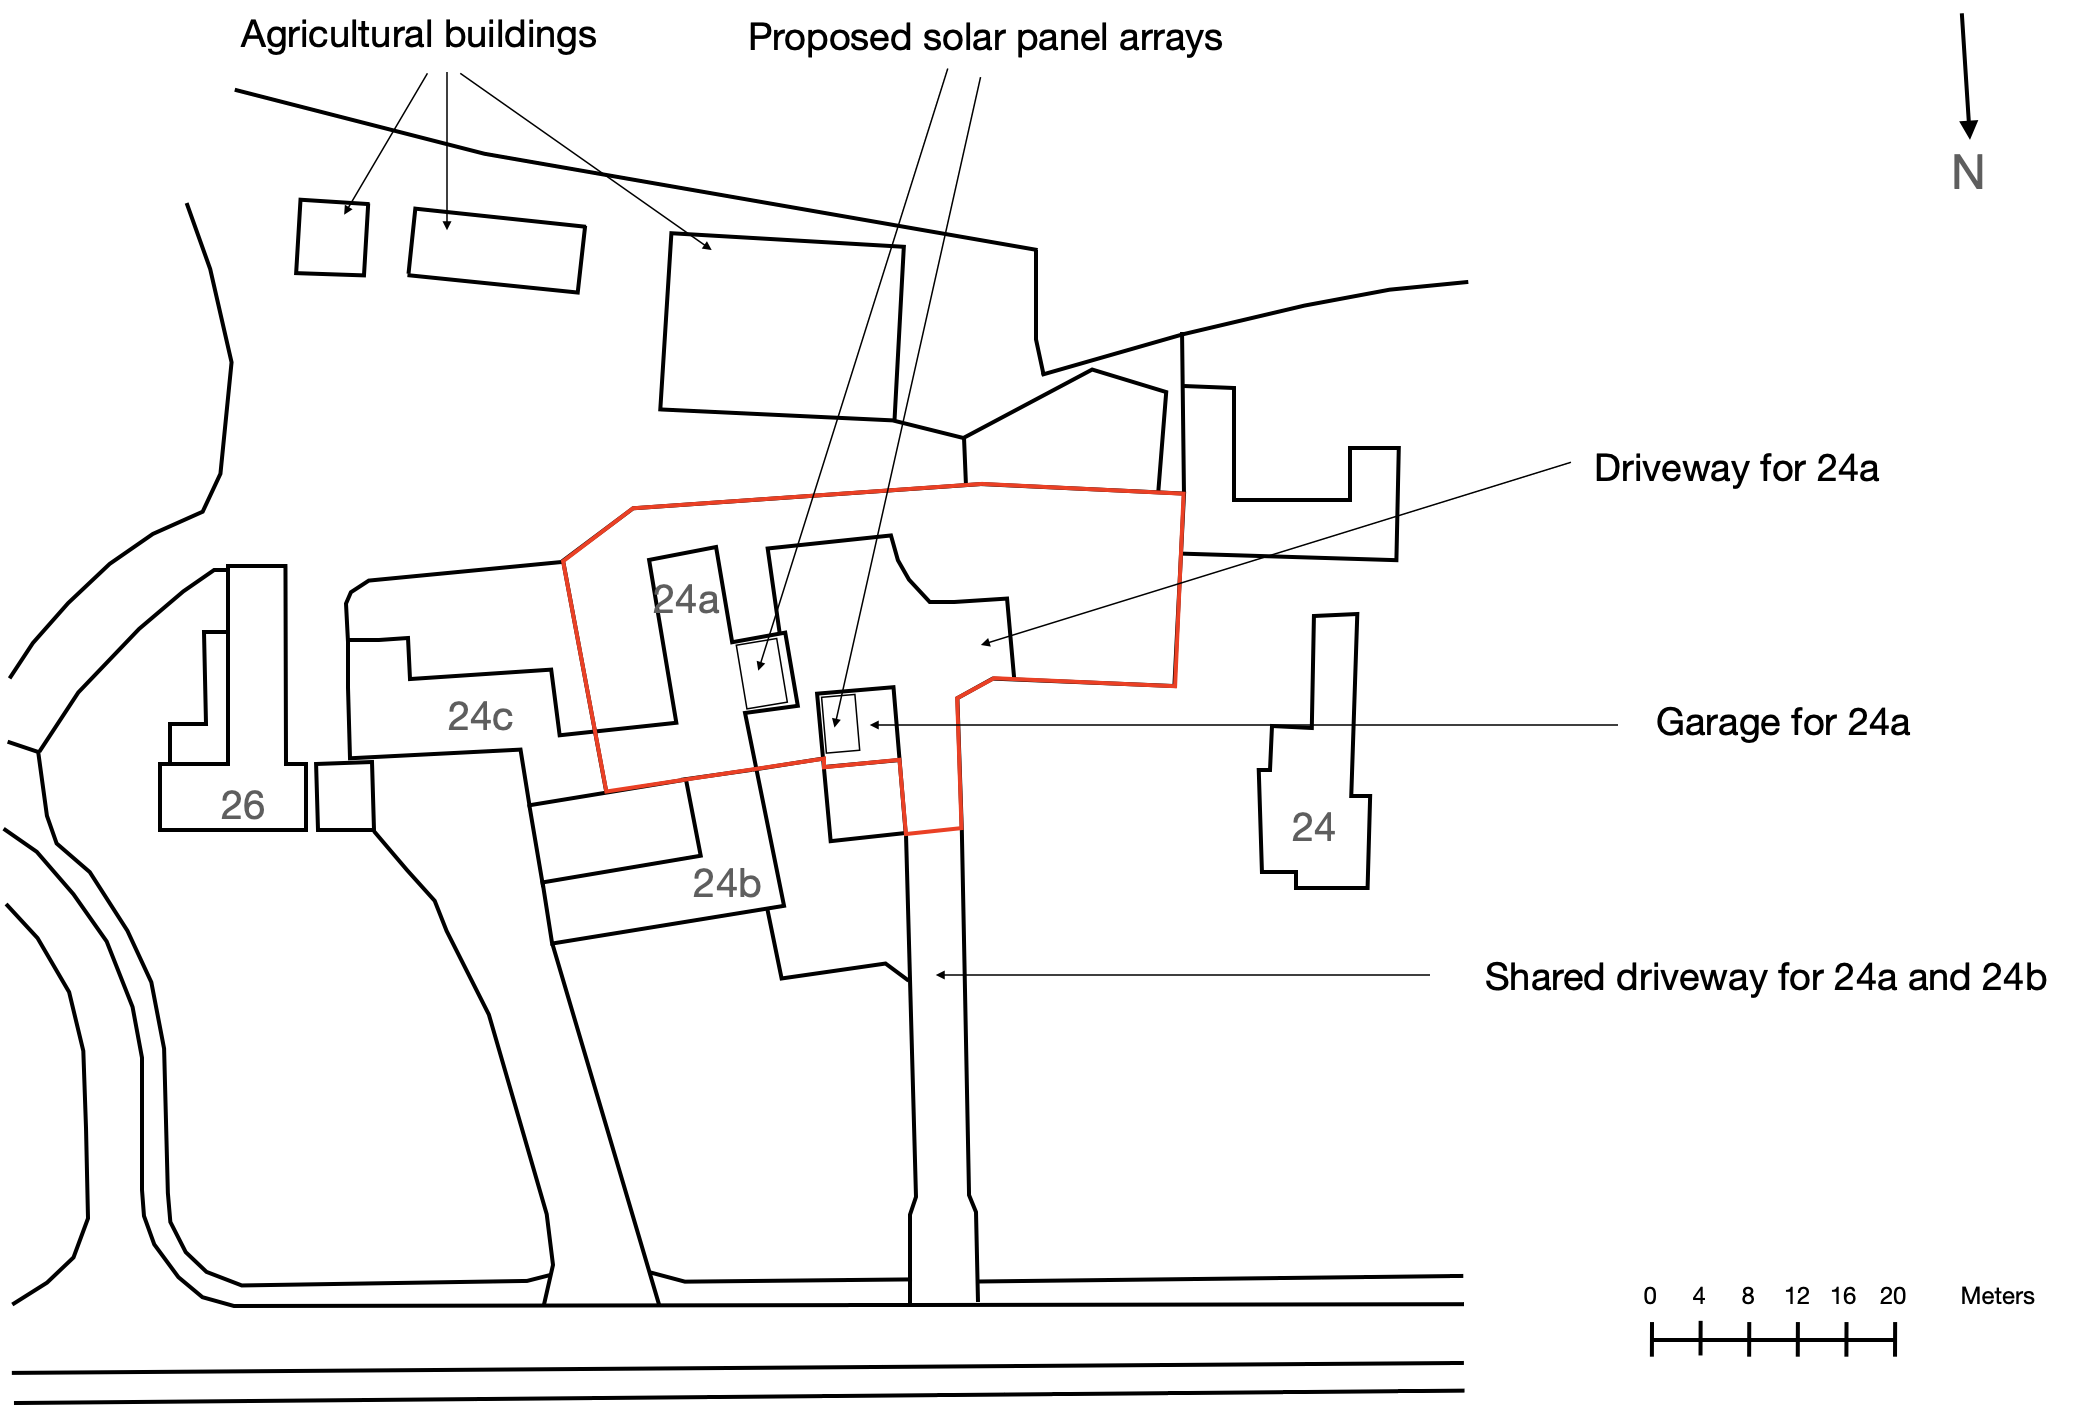 Agricultural buildings
Proposed solar panel arrays
N
Driveway for 24a
24a
24c
Garage for 24a
26
24
24b
Shared driveway for 24a and 24b
0 4 8 12 16 20 Meters